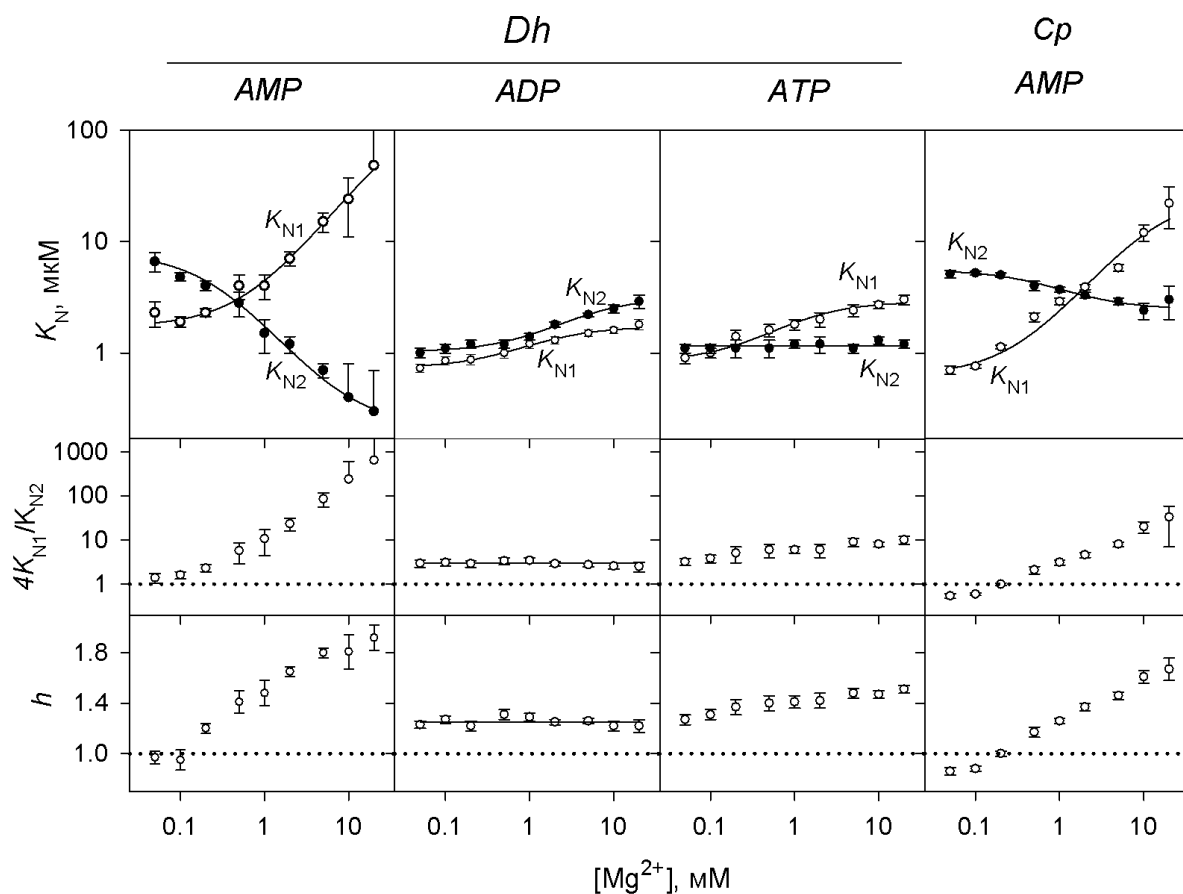 Dh Cp
AMP ADP ATP AMP
100
10
1
K_N, мкМ
K_N1
K_N2
K_N2
K_N1
K_N1
K_N2
K_N2
K_N1
1000
100
10
1
4K_N1/K_N2
1.8
1.4
1.0
h
0.1 1 10 0.1 1 10 0.1 1 10 0.1 1 10
[Mg²⁺], мМ